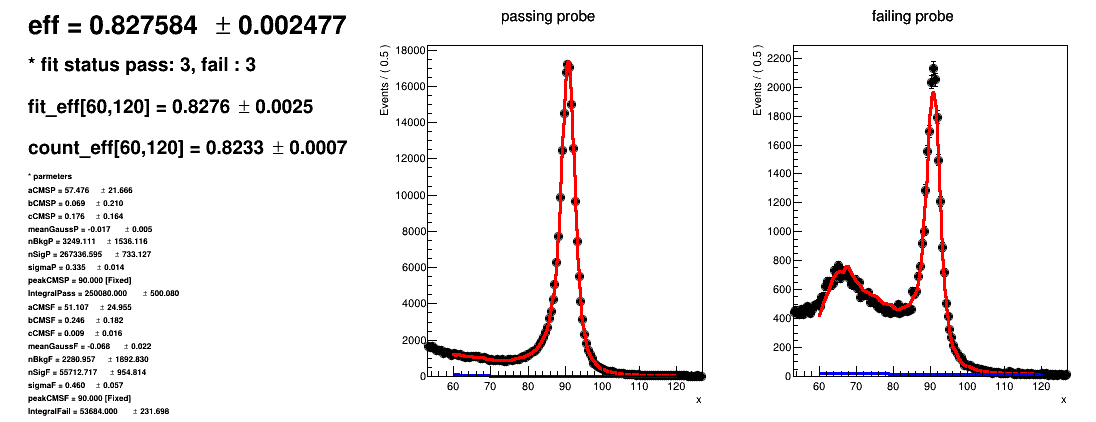 eff = 0.827584 ± 0.002477
* fit status pass: 3, fail : 3
fit_eff[60,120] = 0.8276 ± 0.0025
count_eff[60,120] = 0.8233 ± 0.0007
* parmeters
aCMSP = 57.476 ± 21.666
bCMSP = 0.069 ± 0.210
cCMSP = 0.176 ± 0.164
meanGaussP = -0.017 ± 0.005
nBkgP = 3249.111 ± 1536.116
nSigP = 267336.595 ± 733.127
sigmaP = 0.335 ± 0.014
peakCMSP = 90.000 [Fixed]
IntegralPass = 250080.000 ± 500.080
aCMSF = 51.107 ± 24.955
bCMSF = 0.246 ± 0.182
cCMSF = 0.009 ± 0.016
meanGaussF = -0.068 ± 0.022
nBkgF = 2280.957 ± 1892.830
nSigF = 55712.717 ± 954.814
sigmaF = 0.460 ± 0.057
peakCMSF = 90.000 [Fixed]
IntegralFail = 53684.000 ± 231.698
passing probe
Events / ( 0.5 )
18000
16000
14000
12000
10000
8000
6000
4000
2000
0
60 70 80 90 100 110 120
x
failing probe
Events / ( 0.5 )
2200
2000
1800
1600
1400
1200
1000
800
600
400
200
0
60 70 80 90 100 110 120
x